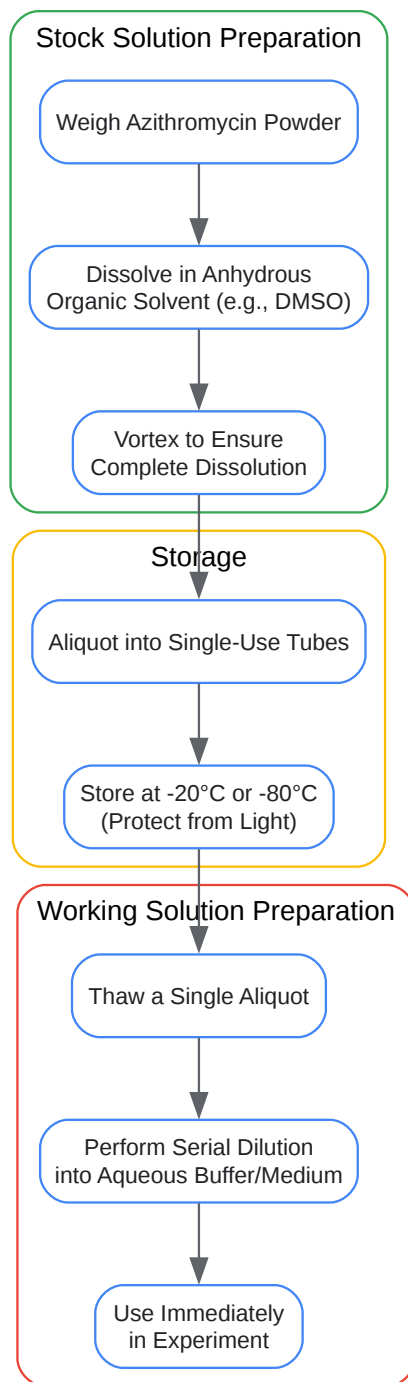 Stock Solution Preparation
Weigh Azithromycin Powder
Dissolve in Anhydrous
Organic Solvent (e.g., DMSO)
Vortex to Ensure
Complete Dissolution
Storage
Aliquot into Single-Use Tubes
Store at -20°C or -80°C
(Protect from Light)
Working Solution Preparation
Thaw a Single Aliquot
Perform Serial Dilution
into Aqueous Buffer/Medium
Use Immediately
in Experiment